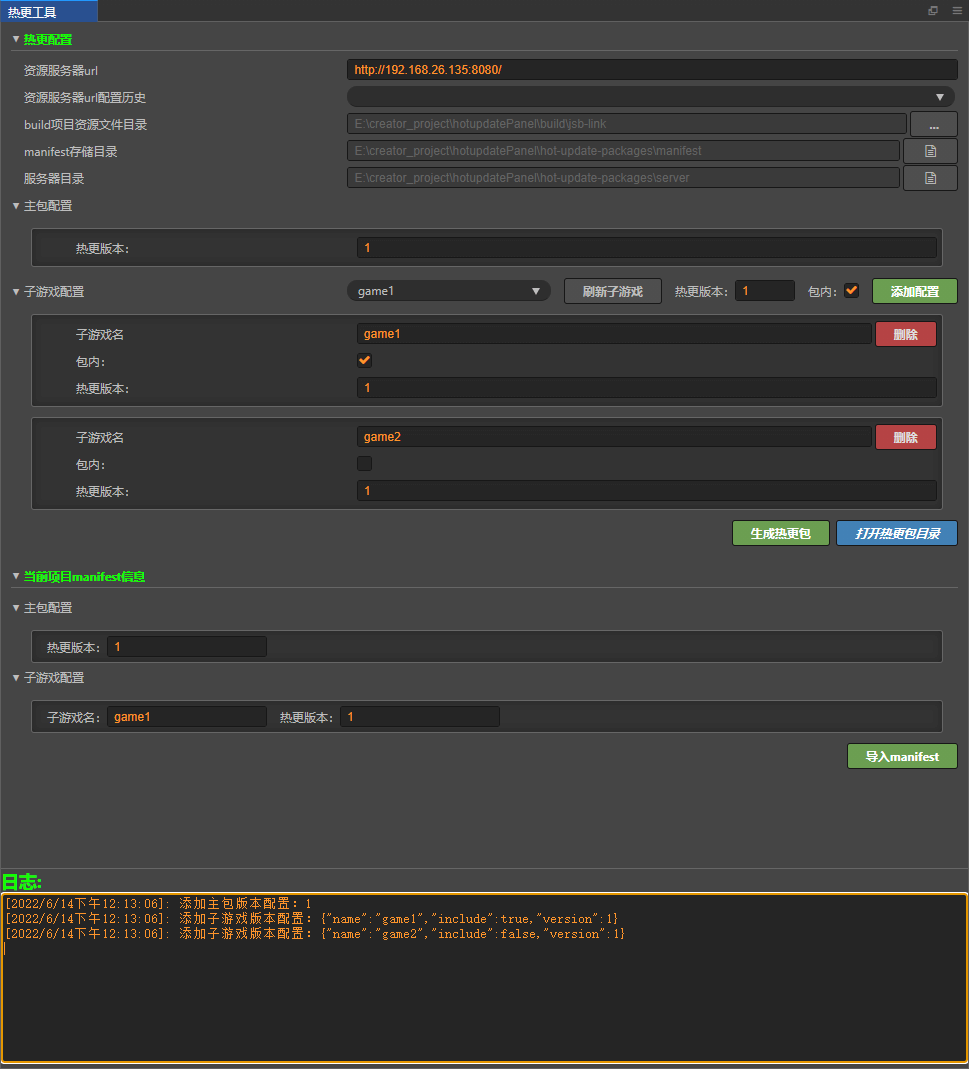 热更工具
热更配置
资源服务器url http://192.168.26.135:8080/
资源服务器url配置历史
build项目资源文件目录 E:\creator_project\hotupdatePanel\build\jsb-link ...
manifest存储目录 E:\creator_project\hotupdatePanel\hot-update-packages\manifest
服务器目录 E:\creator_project\hotupdatePanel\hot-update-packages\server
主包配置
热更版本: 1
子游戏配置 game1 刷新子游戏 热更版本: 1 包内: 添加配置
子游戏名 game1 删除
包内:
热更版本: 1
子游戏名 game2 删除
包内:
热更版本: 1
生成热更包 打开热更包目录
当前项目manifest信息
主包配置
热更版本: 1
子游戏配置
子游戏名: game1 热更版本: 1
导入manifest
日志:
[2022/6/14下午12:13:06]: 添加主包版本配置: 1
[2022/6/14下午12:13:06]: 添加子游戏版本配置: {"name":"game1","include":true,"version":1}
[2022/6/14下午12:13:06]: 添加子游戏版本配置: {"name":"game2","include":false,"version":1}